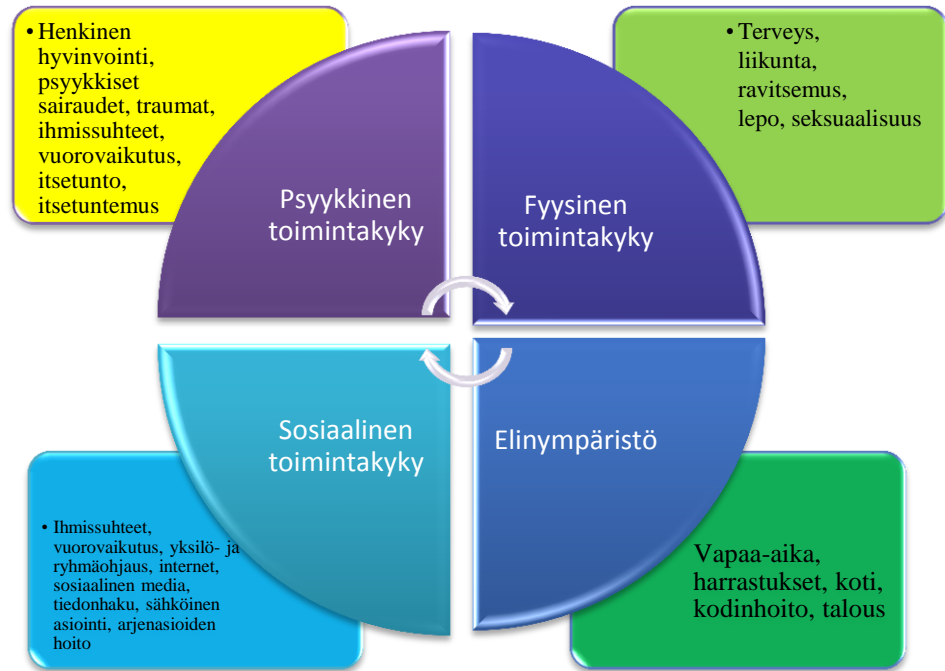 • Henkinen
hyvinvointi,
psyykkiset
sairaudet, traumat,
ihmissuhteet,
vuorovaikutus,
itsetunto,
itsetuntemus
Psyykkinen
toimintakyky
• Terveys,
liikunta,
ravitsemus,
lepo, seksuaalisuus
Fyysinen
toimintakyky
• Ihmissuhteet,
vuorovaikutus, yksilö- ja
ryhmäohjaus, internet,
sosiaalinen media,
tiedonhaku, sähköinen
asiointi, arjenasioiden
hoito
Sosiaalinen
toimintakyky
Elinympäristö
Vapaa-aika,
harrastukset, koti,
kodinhoito, talous